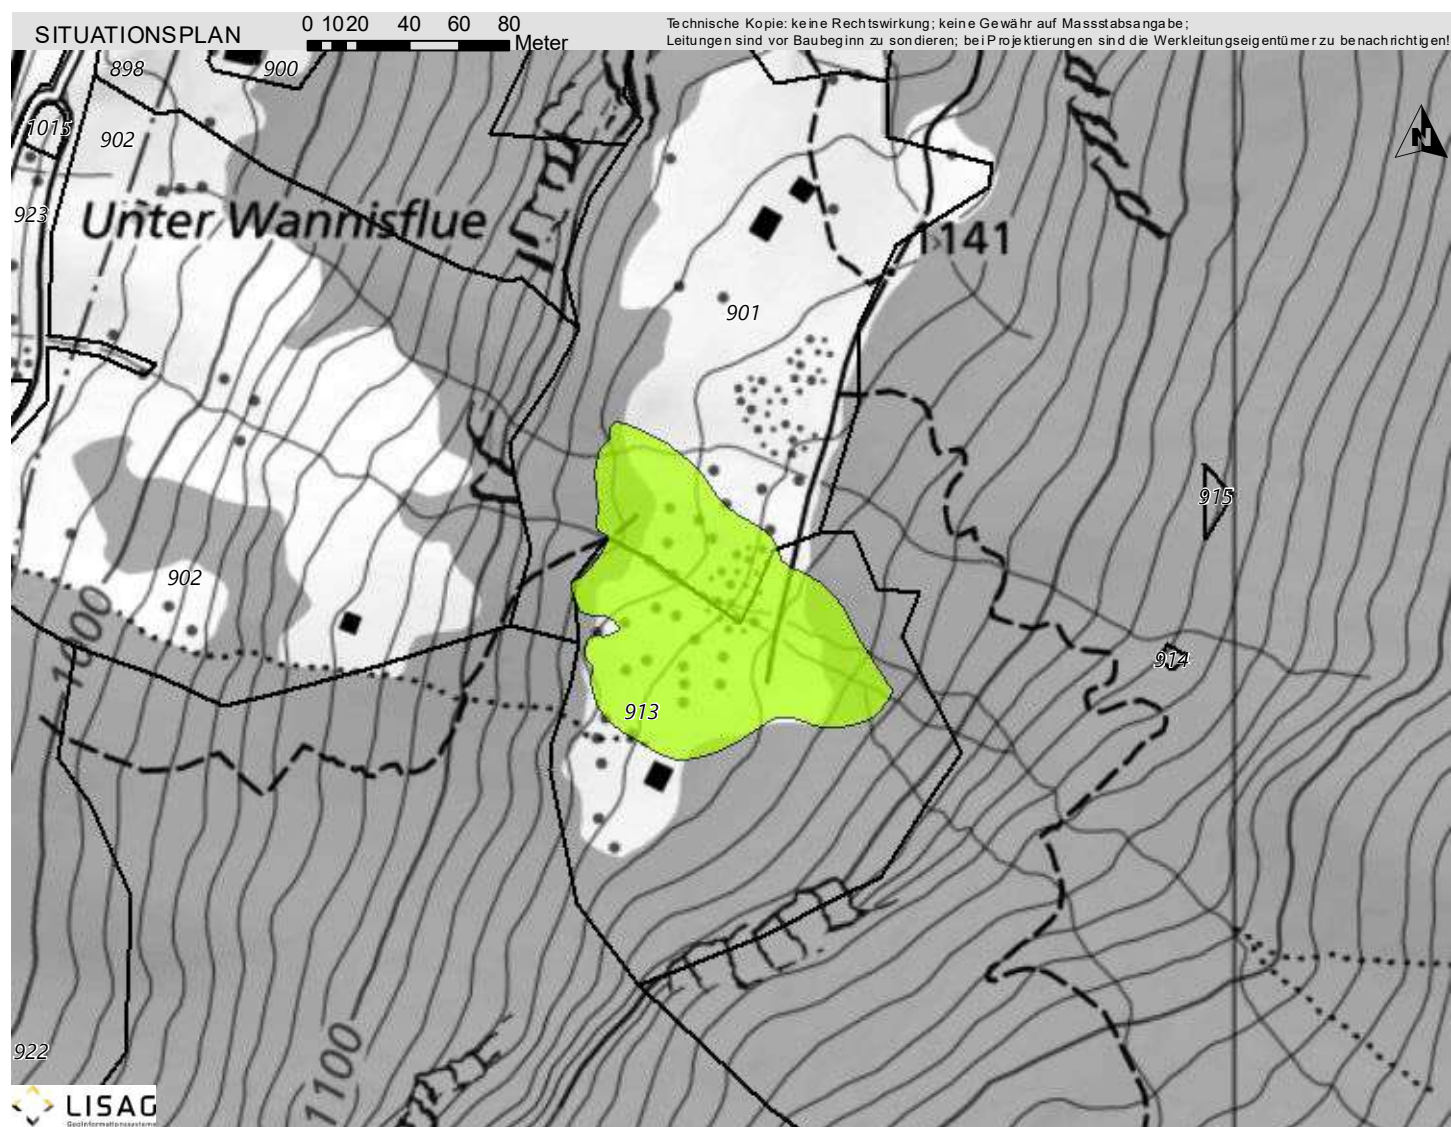 SITUATIONSPLAN
0 10 20 40 60 80
Meter
Technische Kopie: keine Rechtswirkung; keine Gewähr auf Massstabsangabe;
Leitungen sind vor Baubeginn zu sondieren; bei Projektierungen sind die Werkleitungseigentümer zu benachrichtigen!
898
900
1015
902
N
923
Unter Wannisflue
1141
901
915
902
1000
914
913
922
1100
LISAG
Geoinformationssysteme